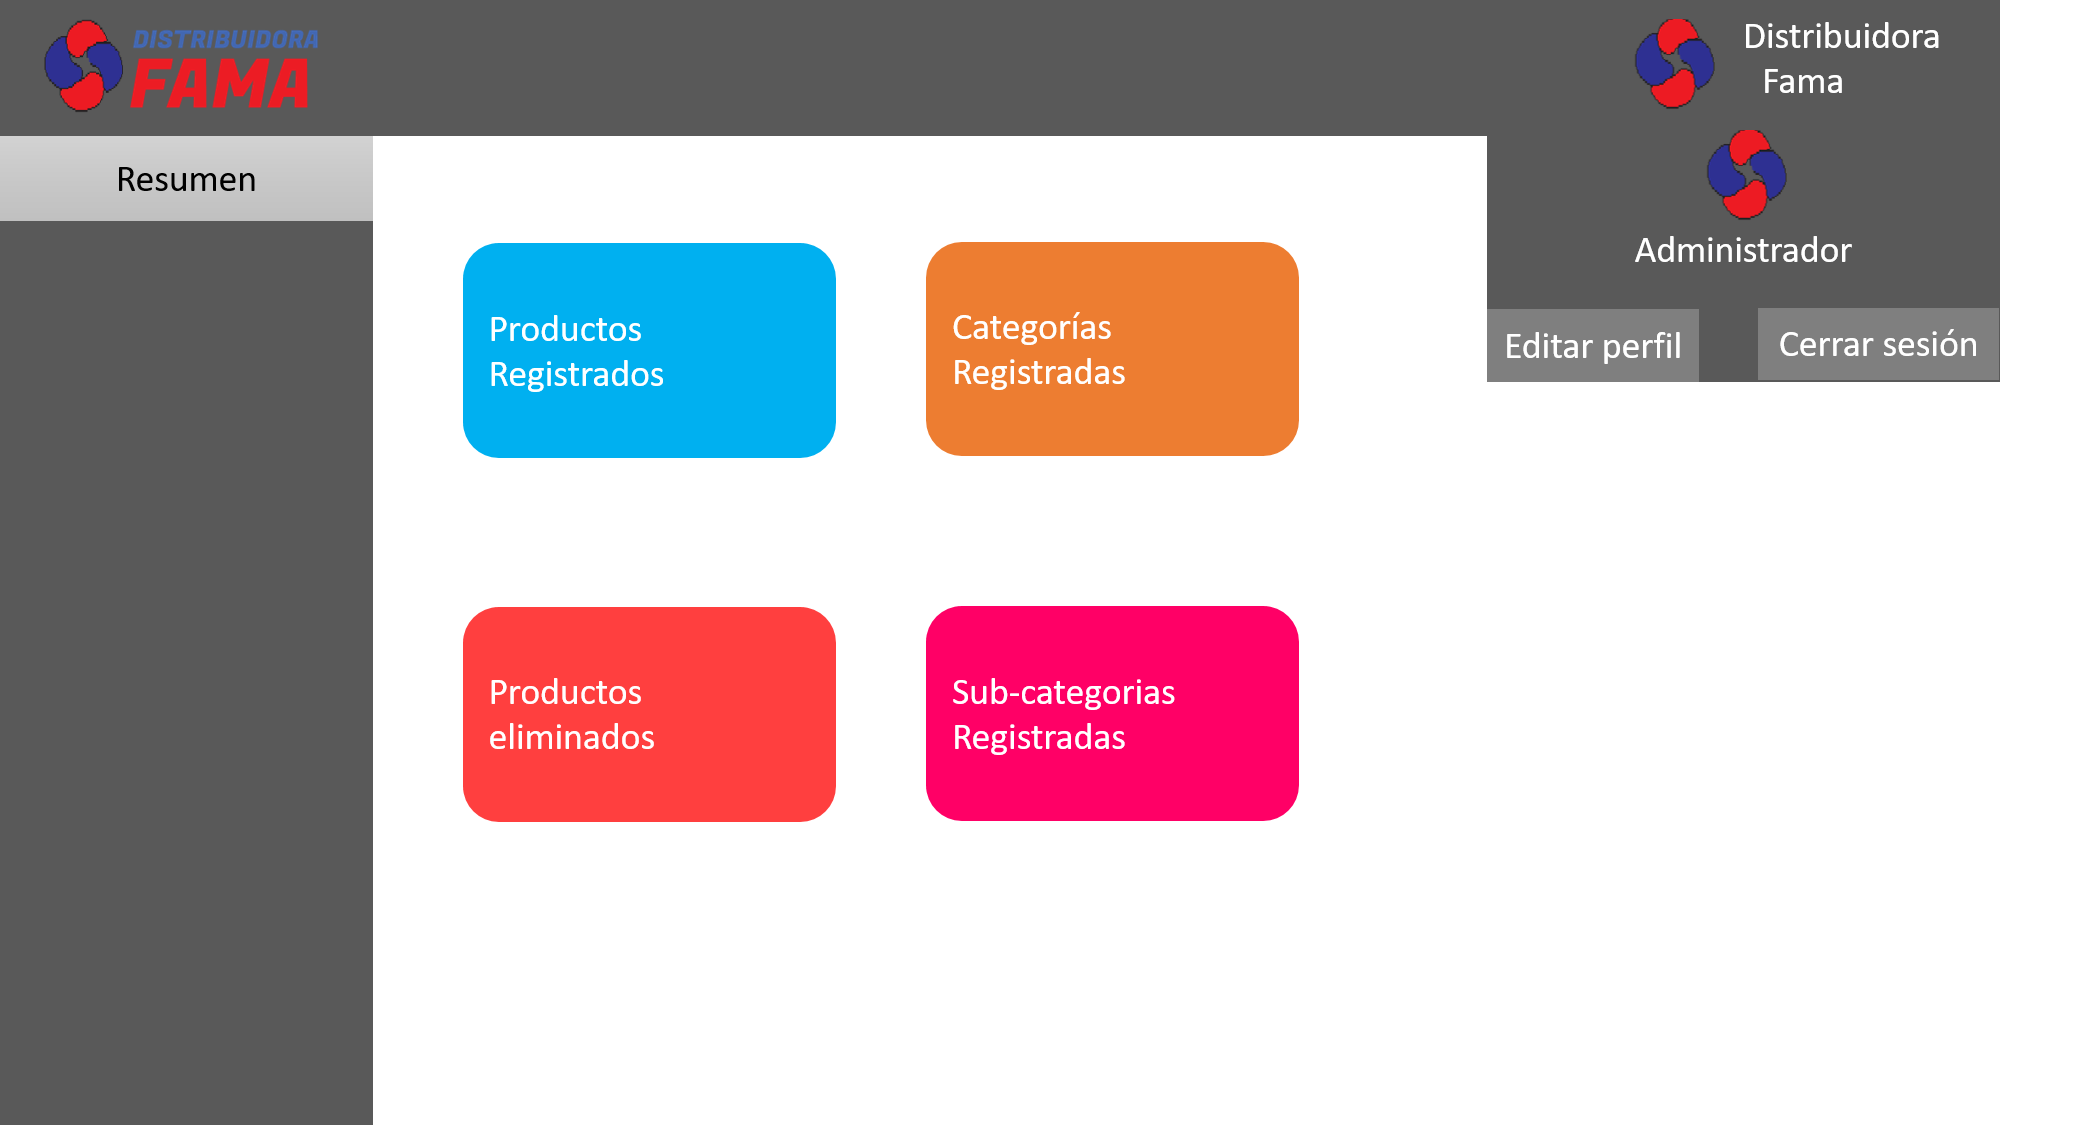 DISTRIBUIDORA
FAMA
Distribuidora
Fama
Resumen
Administrador
Editar perfil
Cerrar sesión
Productos
Registrados
Categorías
Registradas
Productos
eliminados
Sub-categorias
Registradas